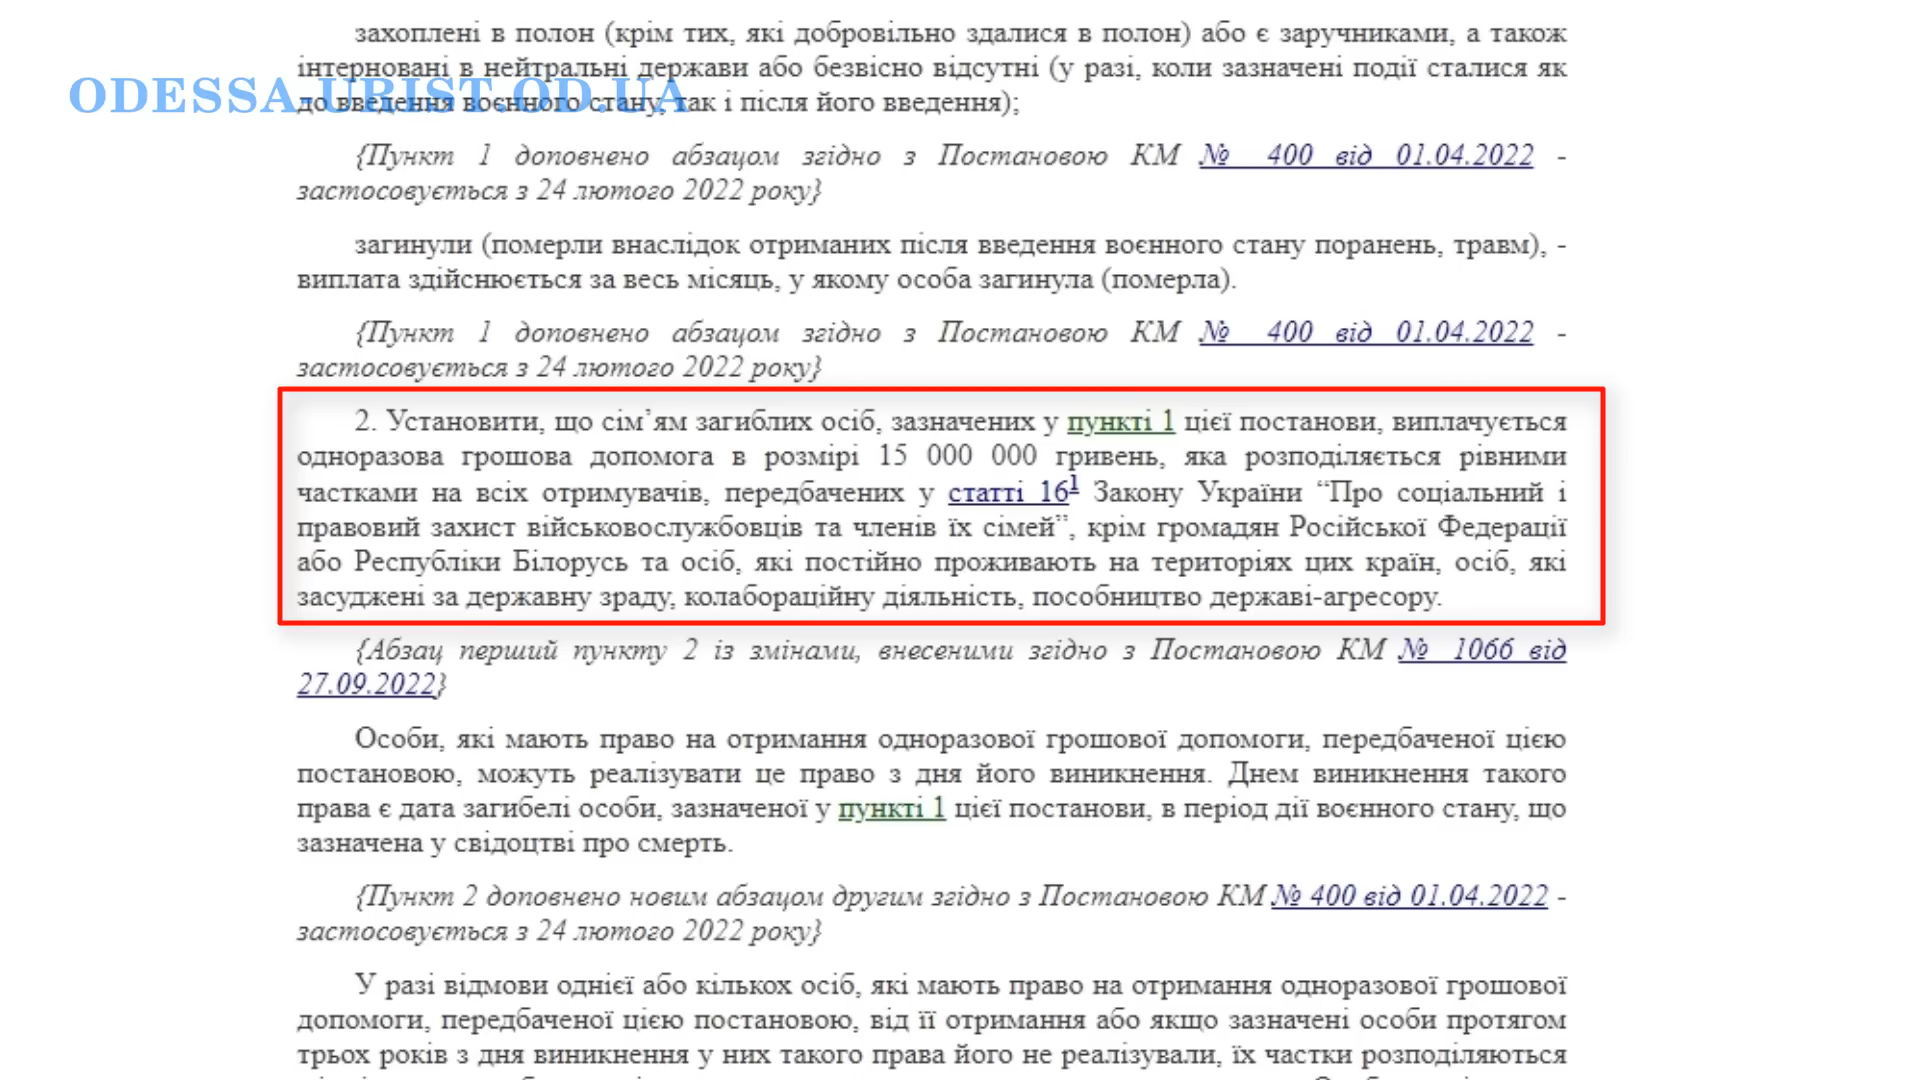 захоплені в полон (крім тих, які добровільно здалися в полон) або є заручниками, а також
інтерновані в нейтральні держави або безвісно відсутні (у разі, коли зазначені події сталися як
ODESSA.URIST.OD.UA
до введення воєнного стану, так і після його введення);
{Пункт 1 доповнено абзацом згідно з Постановою КМ № 400 від 01.04.2022 -
застосовується з 24 лютого 2022 року}
загинули (померли внаслідок отриманих після введення воєнного стану поранень, травм), -
виплата здійснюється за весь місяць, у якому особа загинула (померла).
{Пункт 1 доповнено абзацом згідно з Постановою КМ № 400 від 01.04.2022 -
застосовується з 24 лютого 2022 року}
2. Установити, що сім’ям загиблих осіб, зазначених у пункті 1 цієї постанови, виплачується
одноразова грошова допомога в розмірі 15 000 000 гривень, яка розподіляється рівними
частками на всіх отримувачів, передбачених у статті 16¹ Закону України “Про соціальний і
правовий захист військовослужбовців та членів їх сімей”, крім громадян Російської Федерації
або Республіки Білорусь та осіб, які постійно проживають на територіях цих країн, осіб, які
засуджені за державну зраду, колабораційну діяльність, пособництво державі-агресору.
{Абзац перший пункту 2 із змінами, внесеними згідно з Постановою КМ № 1066 від
27.09.2022}
Особи, які мають право на отримання одноразової грошової допомоги, передбаченої цією
постановою, можуть реалізувати це право з дня його виникнення. Днем виникнення такого
права є дата загибелі особи, зазначеної у пункті 1 цієї постанови, в період дії воєнного стану, що
зазначена у свідоцтві про смерть.
{Пункт 2 доповнено новим абзацом другим згідно з Постановою КМ № 400 від 01.04.2022 -
застосовується з 24 лютого 2022 року}
У разі відмови однієї або кількох осіб, які мають право на отримання одноразової грошової
допомоги, передбаченої цією постановою, від її отримання або якщо зазначені особи протягом
трьох років з дня виникнення у них такого права його не реалізували, їх частки розподіляються